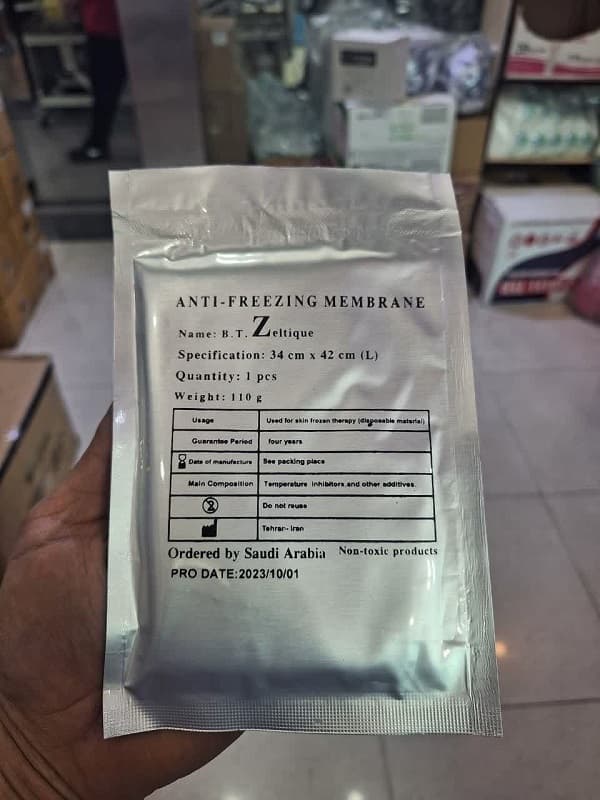 ANTI-FREEZING MEMBRANE
Name: B.T. Zeltique
Specification: 34 cm x 42 cm (L)
Quantity: 1 pcs
Weight: 110 g
Usage Used for skin frozen therapy (disposable material)
Guarantee Period four years
Date of manufacture See packing place
Main Composition Temperature inhibitors,and other additives.
2
Do not reuse
Tehran- Iran
Ordered by Saudi Arabia Non-toxic products
PRO DATE:2023/10/01